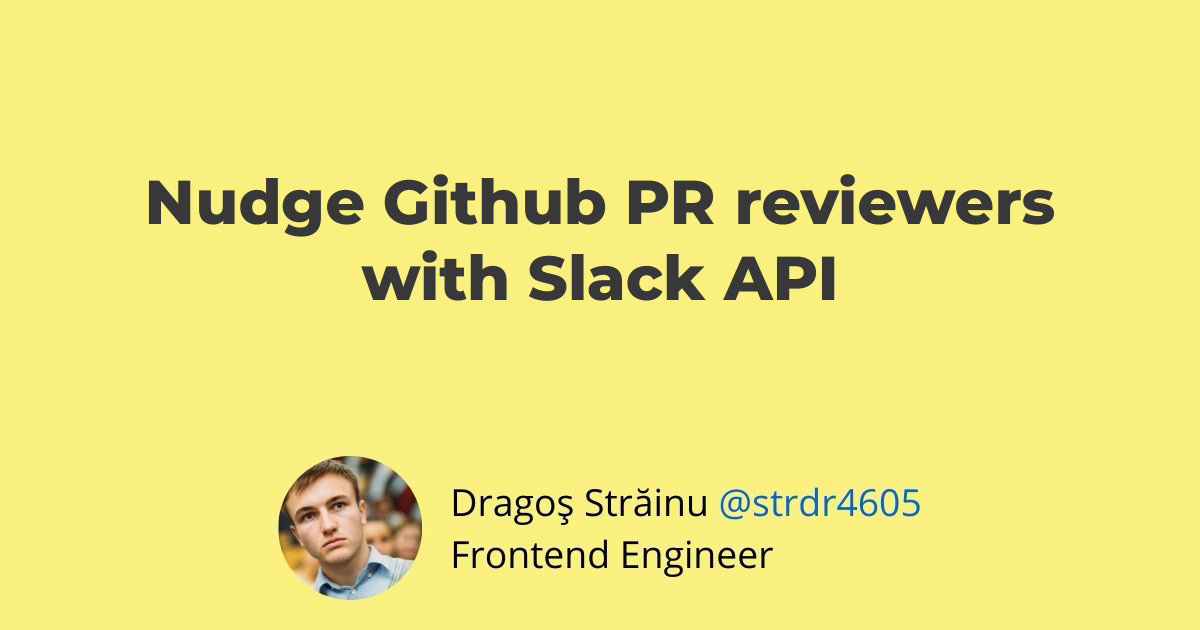 Nudge Github PR reviewers
with Slack API
Dragoş Străinu @strdr4605
Frontend Engineer